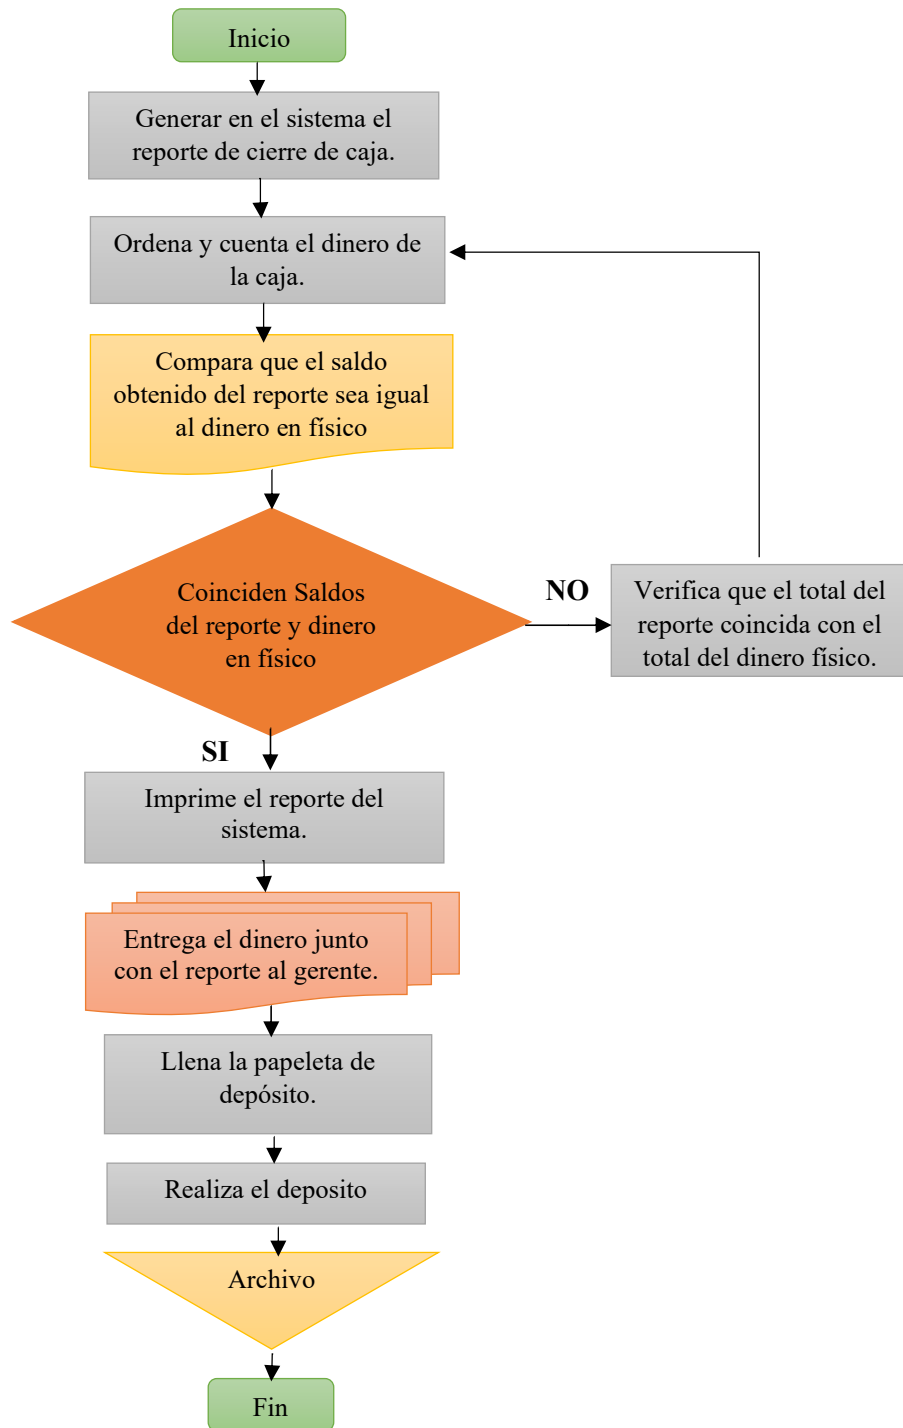 Inicio
Generar en el sistema el
reporte de cierre de caja.
Ordena y cuenta el dinero de
la caja.
Compara que el saldo
obtenido del reporte sea igual
al dinero en físico
Coinciden Saldos
del reporte y dinero
en físico
NO
Verifica que el total del
reporte coincida con el
total del dinero físico.
SI
Imprime el reporte del
sistema.
Entrega el dinero junto
con el reporte al gerente.
Llena la papeleta de
depósito.
Realiza el deposito
Archivo
Fin